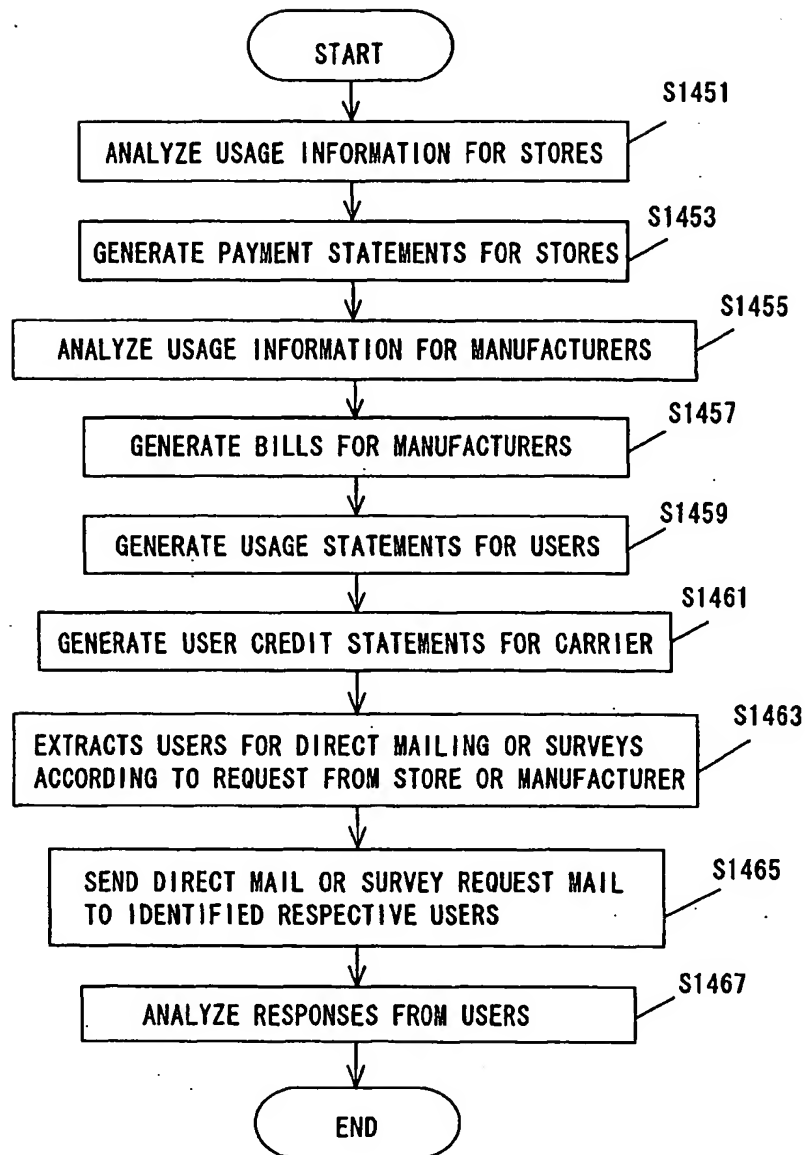 START
S1451
ANALYZE USAGE INFORMATION FOR STORES
S1453
GENERATE PAYMENT STATEMENTS FOR STORES
S1455
ANALYZE USAGE INFORMATION FOR MANUFACTURERS
S1457
GENERATE BILLS FOR MANUFACTURERS
S1459
GENERATE USAGE STATEMENTS FOR USERS
S1461
GENERATE USER CREDIT STATEMENTS FOR CARRIER
S1463
EXTRACTS USERS FOR DIRECT MAILING OR SURVEYS
ACCORDING TO REQUEST FROM STORE OR MANUFACTURER
S1465
SEND DIRECT MAIL OR SURVEY REQUEST MAIL
TO IDENTIFIED RESPECTIVE USERS
S1467
ANALYZE RESPONSES FROM USERS
END